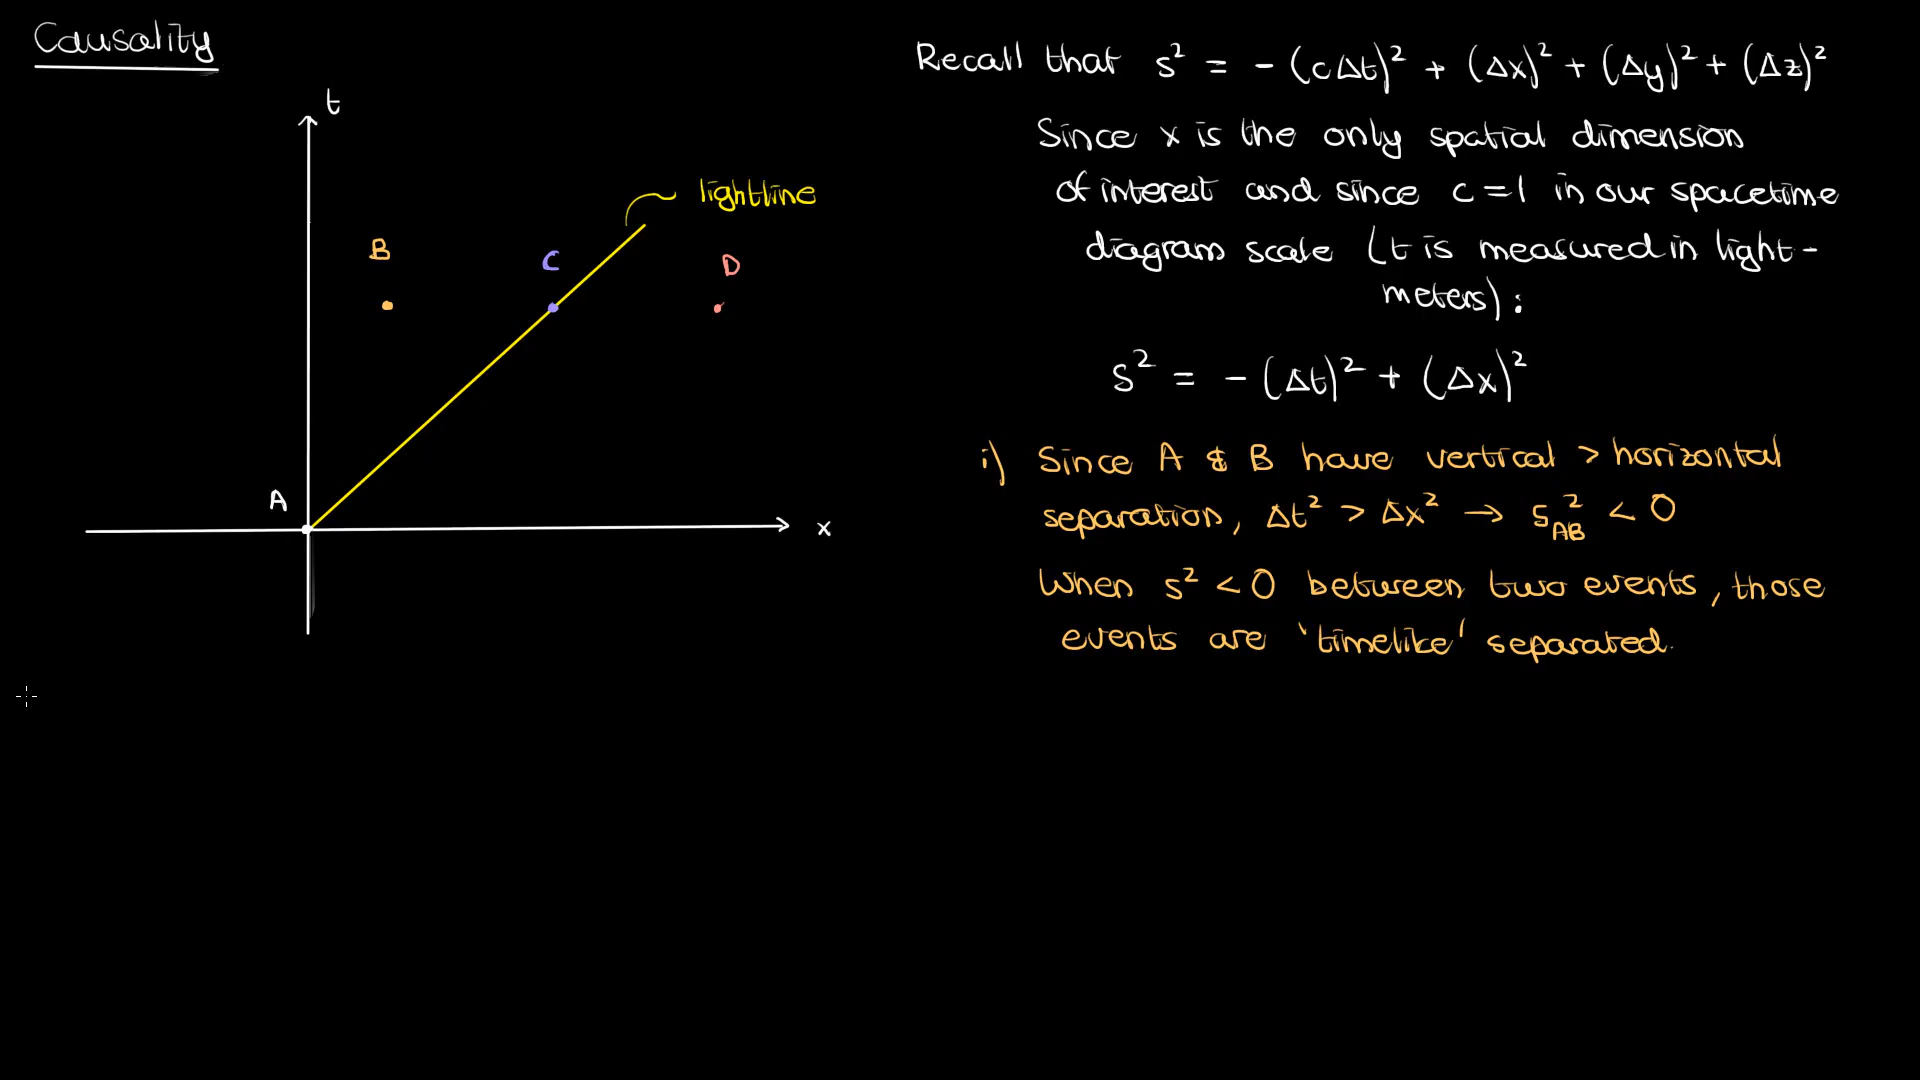 Causality
t
lightline
B
C
D
A
x
Recall that s² = - (cΔt)² + (Δx)² + (Δy)² + (Δz)²
Since x is the only spatial dimension
of interest and since c = 1 in our spacetime
diagram scale (t is measured in light-
meters):
s² = - (Δt)² + (Δx)²
i) Since A & B have vertical > horizontal
separation, Δt² > Δx² → s_AB² < 0
When s² < 0 between two events, those
events are 'timelike' separated.